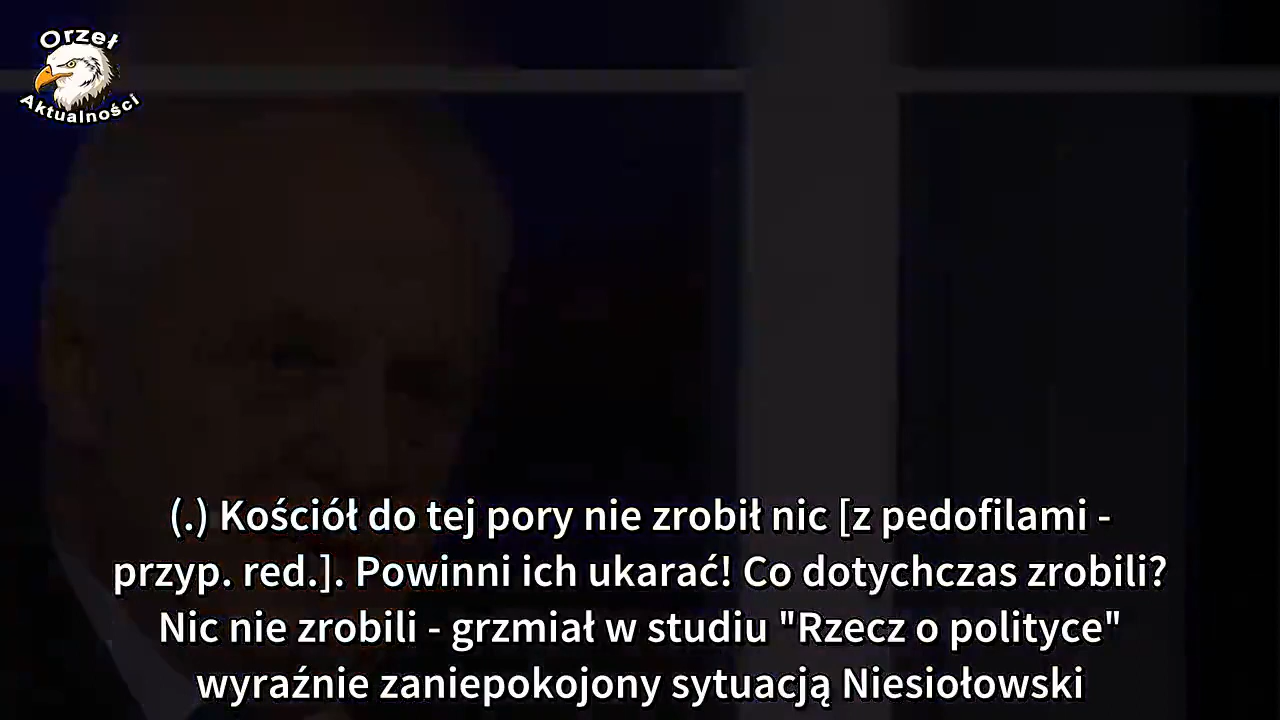 Orzeł
Aktualności
(.) Kościół do tej pory nie zrobił nic [z pedofilami -
przyp. red.]. Powinni ich ukarać! Co dotychczas zrobili?
Nic nie zrobili - grzmiał w studiu "Rzecz o polityce"
wyraźnie zaniepokojony sytuacją Niesiołowski